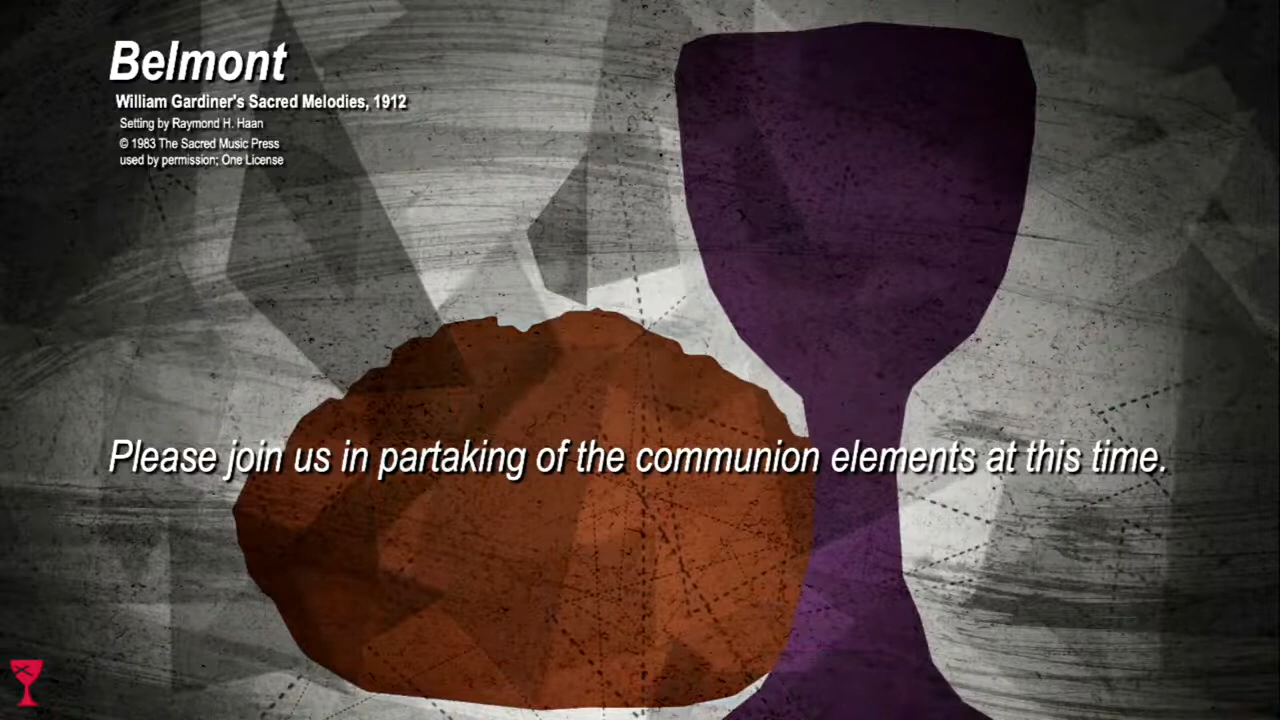 Belmont
William Gardiner's Sacred Melodies, 1912
Setting by Raymond H. Haan
© 1983 The Sacred Music Press
used by permission; One License
Please join us in partaking of the communion elements at this time.